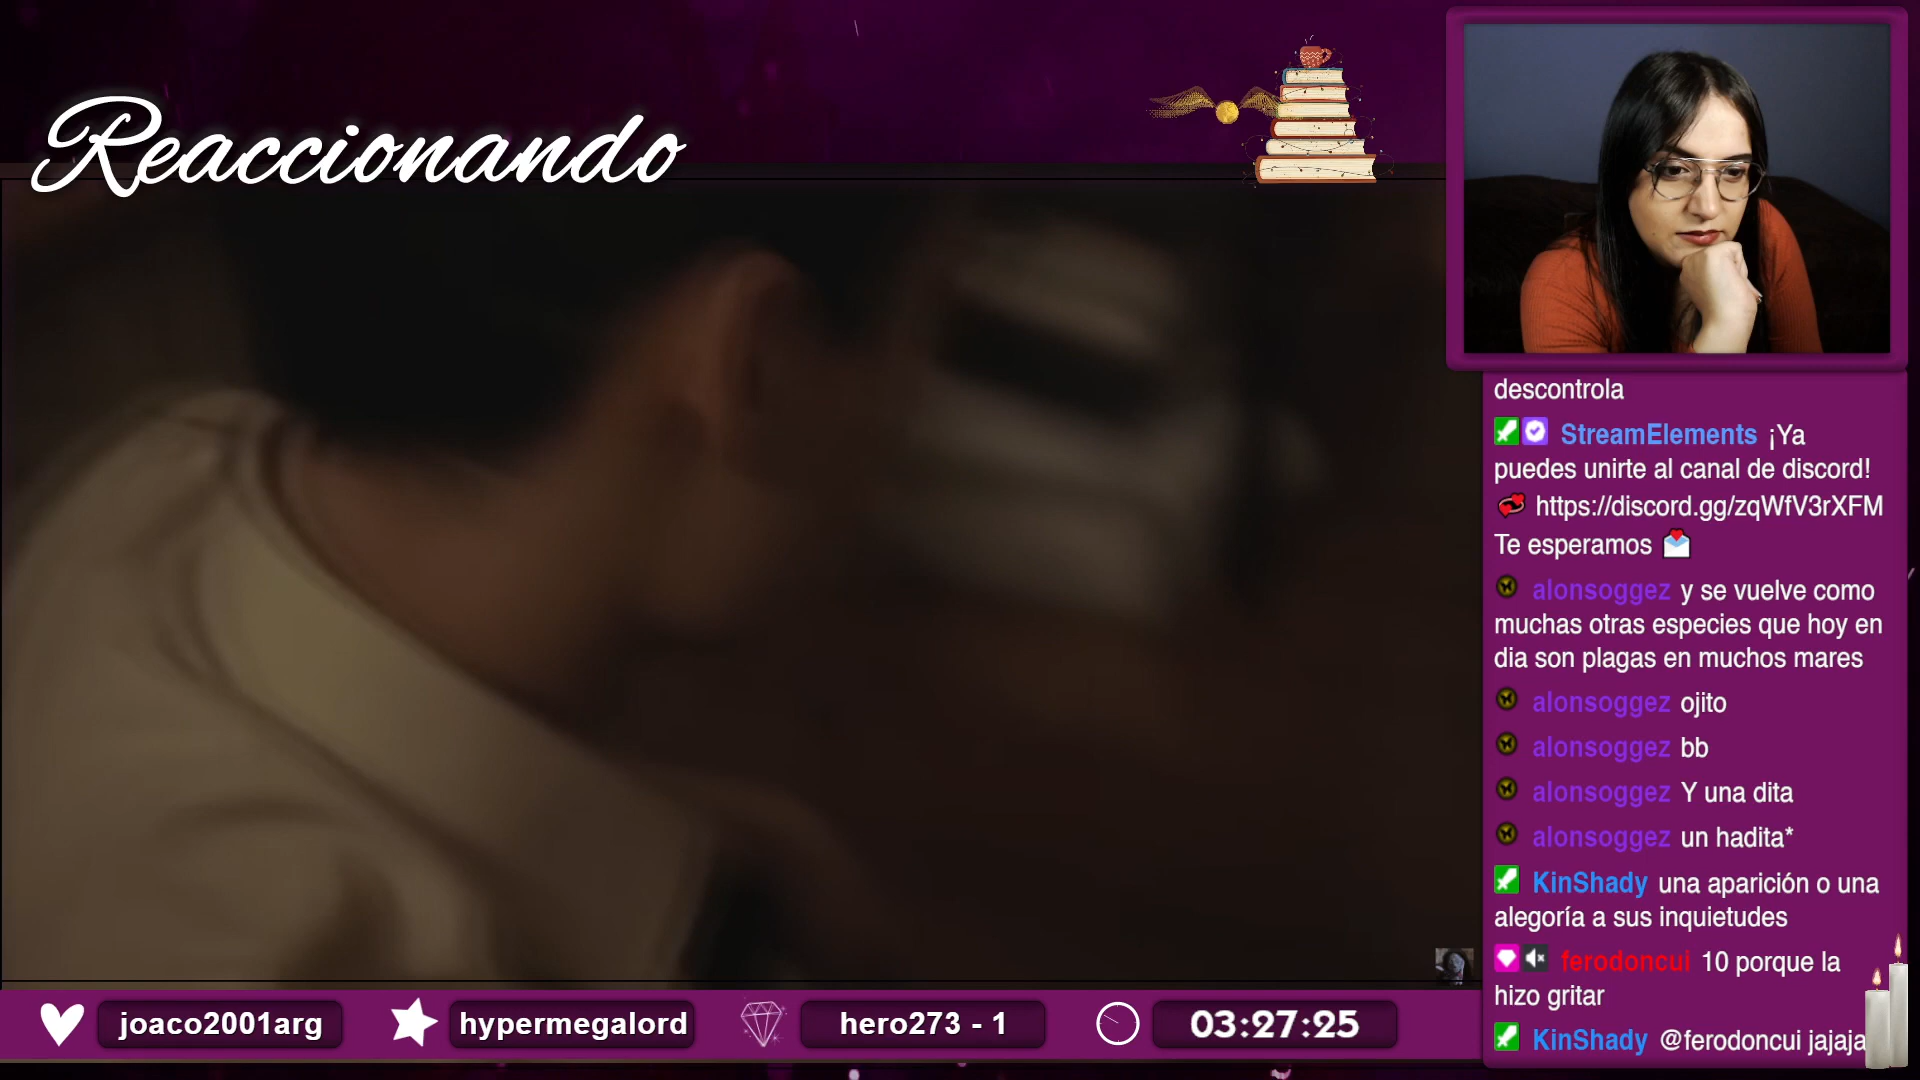 Reaccionando
descontrola
StreamElements ¡Ya
puedes unirte al canal de discord!
https://discord.gg/zqWfV3rXFM
Te esperamos
alonsoggez y se vuelve como
muchas otras especies que hoy en
dia son plagas en muchos mares
alonsoggez ojito
alonsoggez bb
alonsoggez Y una dita
alonsoggez un hadita*
KinShady una aparición o una
alegoría a sus inquietudes
ferodoncui 10 porque la
hizo gritar
KinShady @ferodoncui jajaja
joaco2001arg
hypermegalord
hero273 - 1
03:27:25